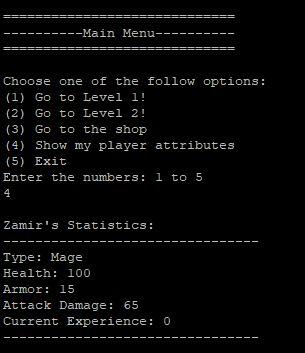 =============================
----------Main Menu----------
=============================
Choose one of the follow options:
(1) Go to Level 1!
(2) Go to Level 2!
(3) Go to the shop
(4) Show my player attributes
(5) Exit
Enter the numbers: 1 to 5
4
Zamir's Statistics:
--------------------------------
Type: Mage
Health: 100
Armor: 15
Attack Damage: 65
Current Experience: 0
--------------------------------